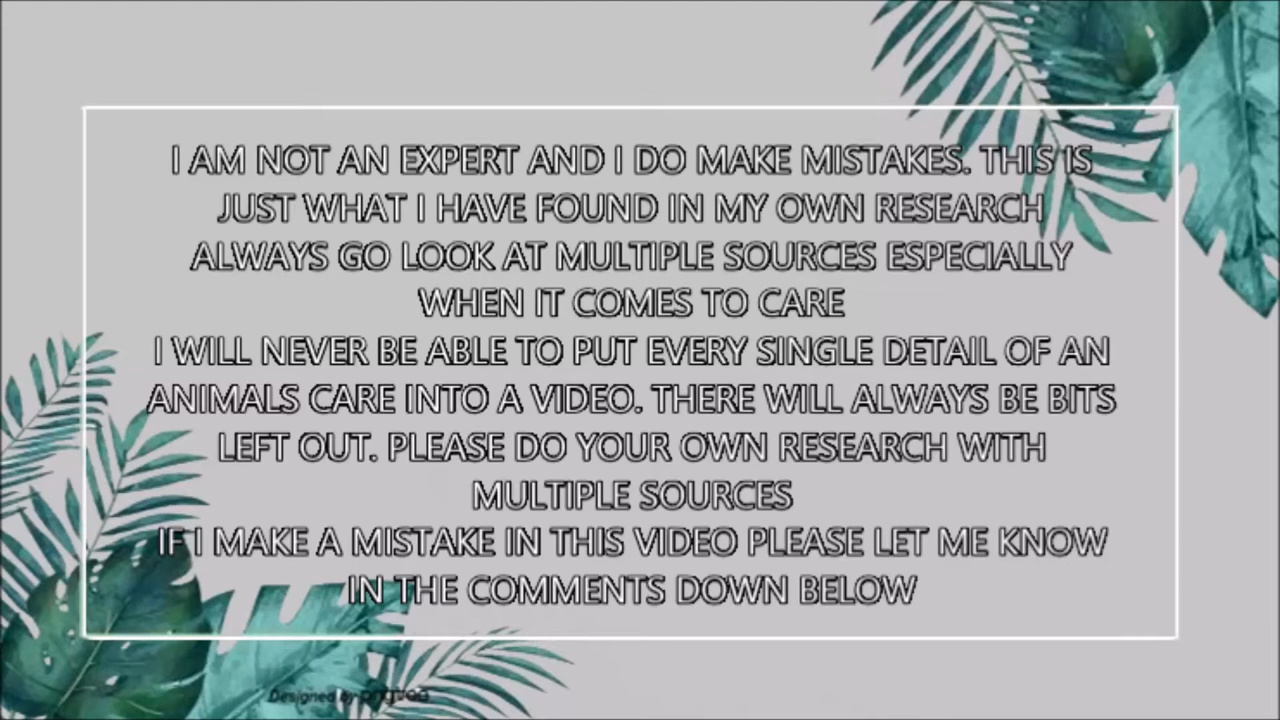 I AM NOT AN EXPERT AND I DO MAKE MISTAKES. THIS IS
JUST WHAT I HAVE FOUND IN MY OWN RESEARCH
ALWAYS GO LOOK AT MULTIPLE SOURCES ESPECIALLY
WHEN IT COMES TO CARE
I WILL NEVER BE ABLE TO PUT EVERY SINGLE DETAIL OF AN
ANIMALS CARE INTO A VIDEO. THERE WILL ALWAYS BE BITS
LEFT OUT. PLEASE DO YOUR OWN RESEARCH WITH
MULTIPLE SOURCES
IF I MAKE A MISTAKE IN THIS VIDEO PLEASE LET ME KNOW
IN THE COMMENTS DOWN BELOW
Designed by pngtree